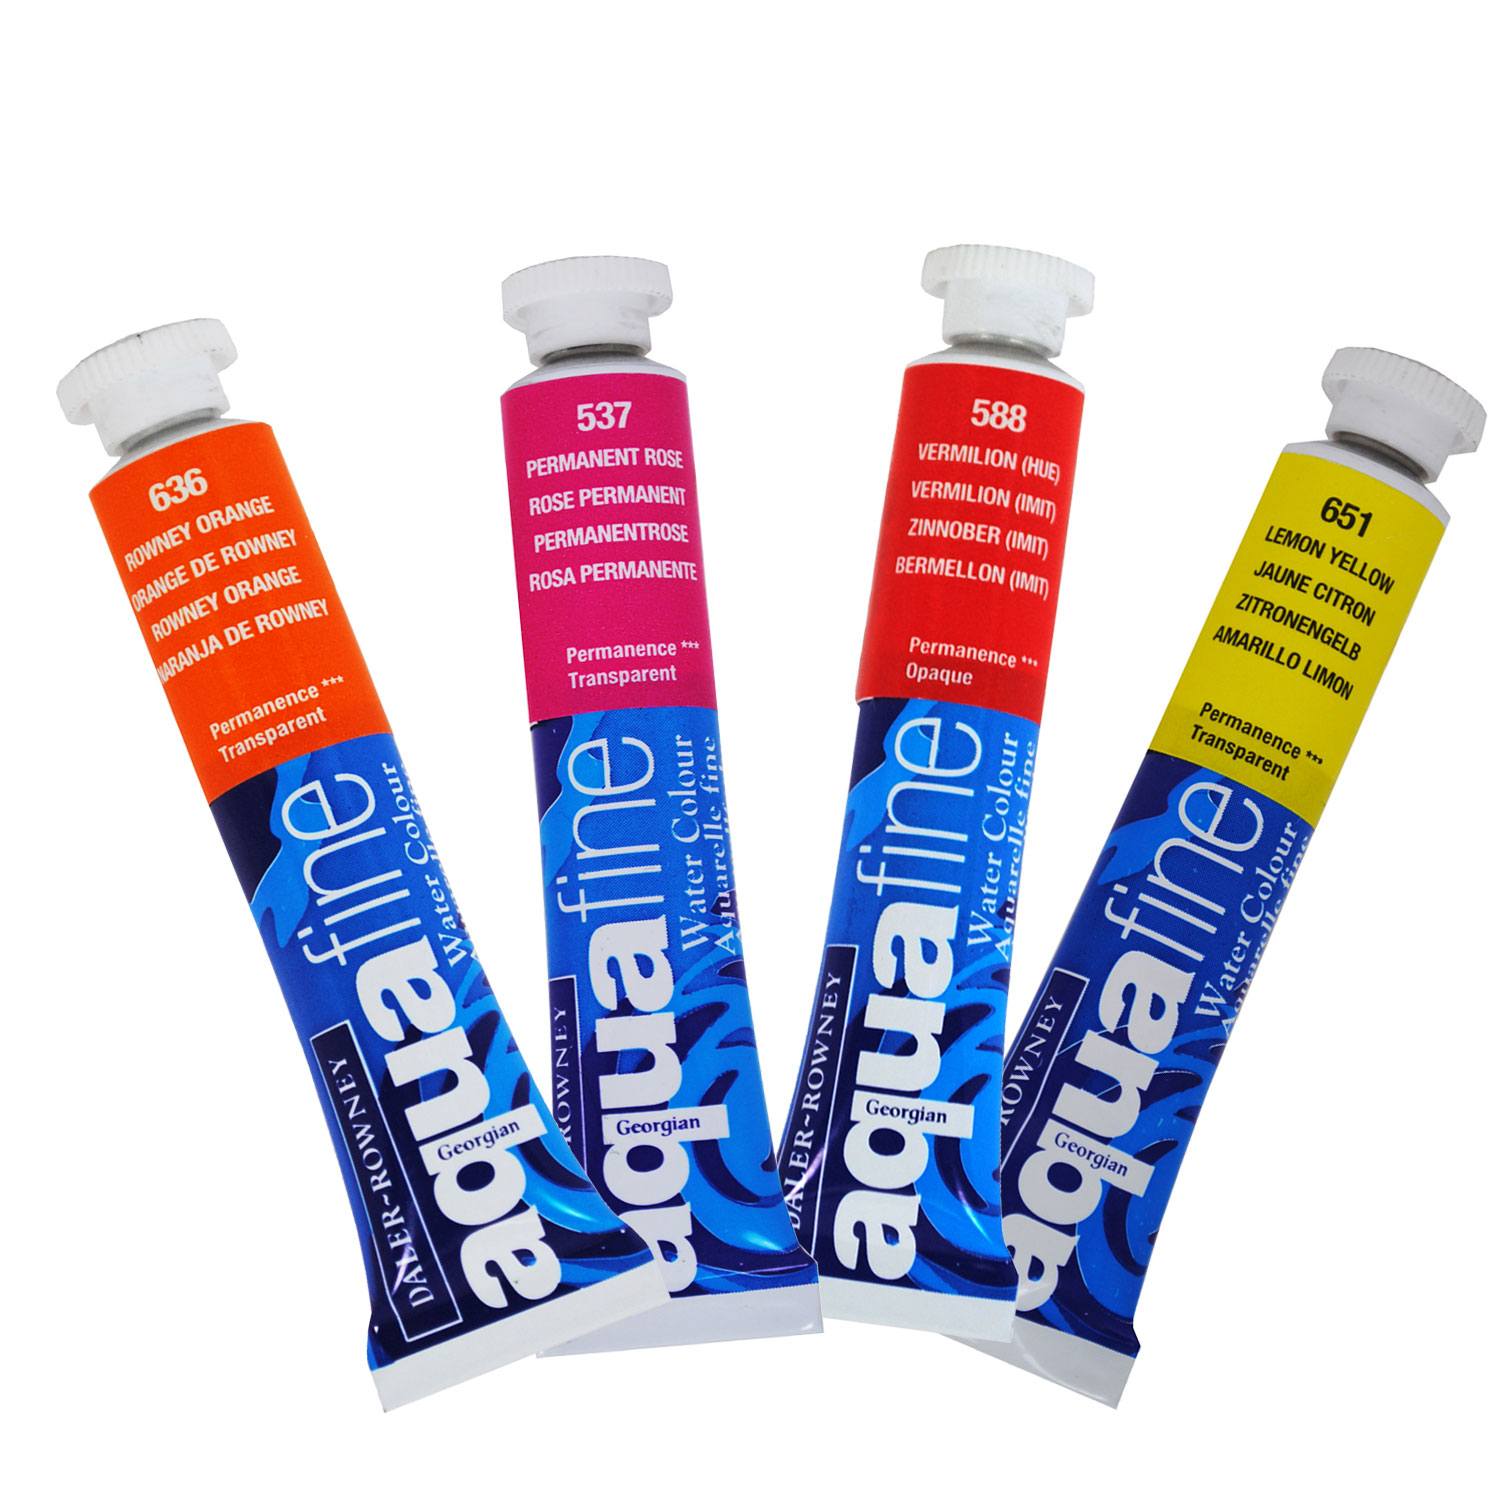 636
ROWNEY ORANGE
ORANGE DE ROWNEY
ROWNEY ORANGE
NARANJA DE ROWNEY
Permanence ***
Transparent
aquafine
Georgian
Water Colour
DALER~ROWNEY
537
PERMANENT ROSE
ROSE PERMANENT
PERMANENTROSE
ROSA PERMANENTE
Permanence ***
Transparent
aquafine
Georgian
Water Colour
Aquarelle fine
ROWNEY
588
VERMILION (HUE)
VERMILION (IMIT)
ZINNOBER (IMIT)
BERMELLON (IMIT)
Permanence ***
Opaque
aquafine
Georgian
Water Colour
Aquarelle fine
DALER~ROWNEY
651
LEMON YELLOW
JAUNE CITRON
ZITRONENGELB
AMARILLO LIMON
Permanence ***
Transparent
aquafine
Georgian
Water Colour
Aquarelle fine
ROWNEY